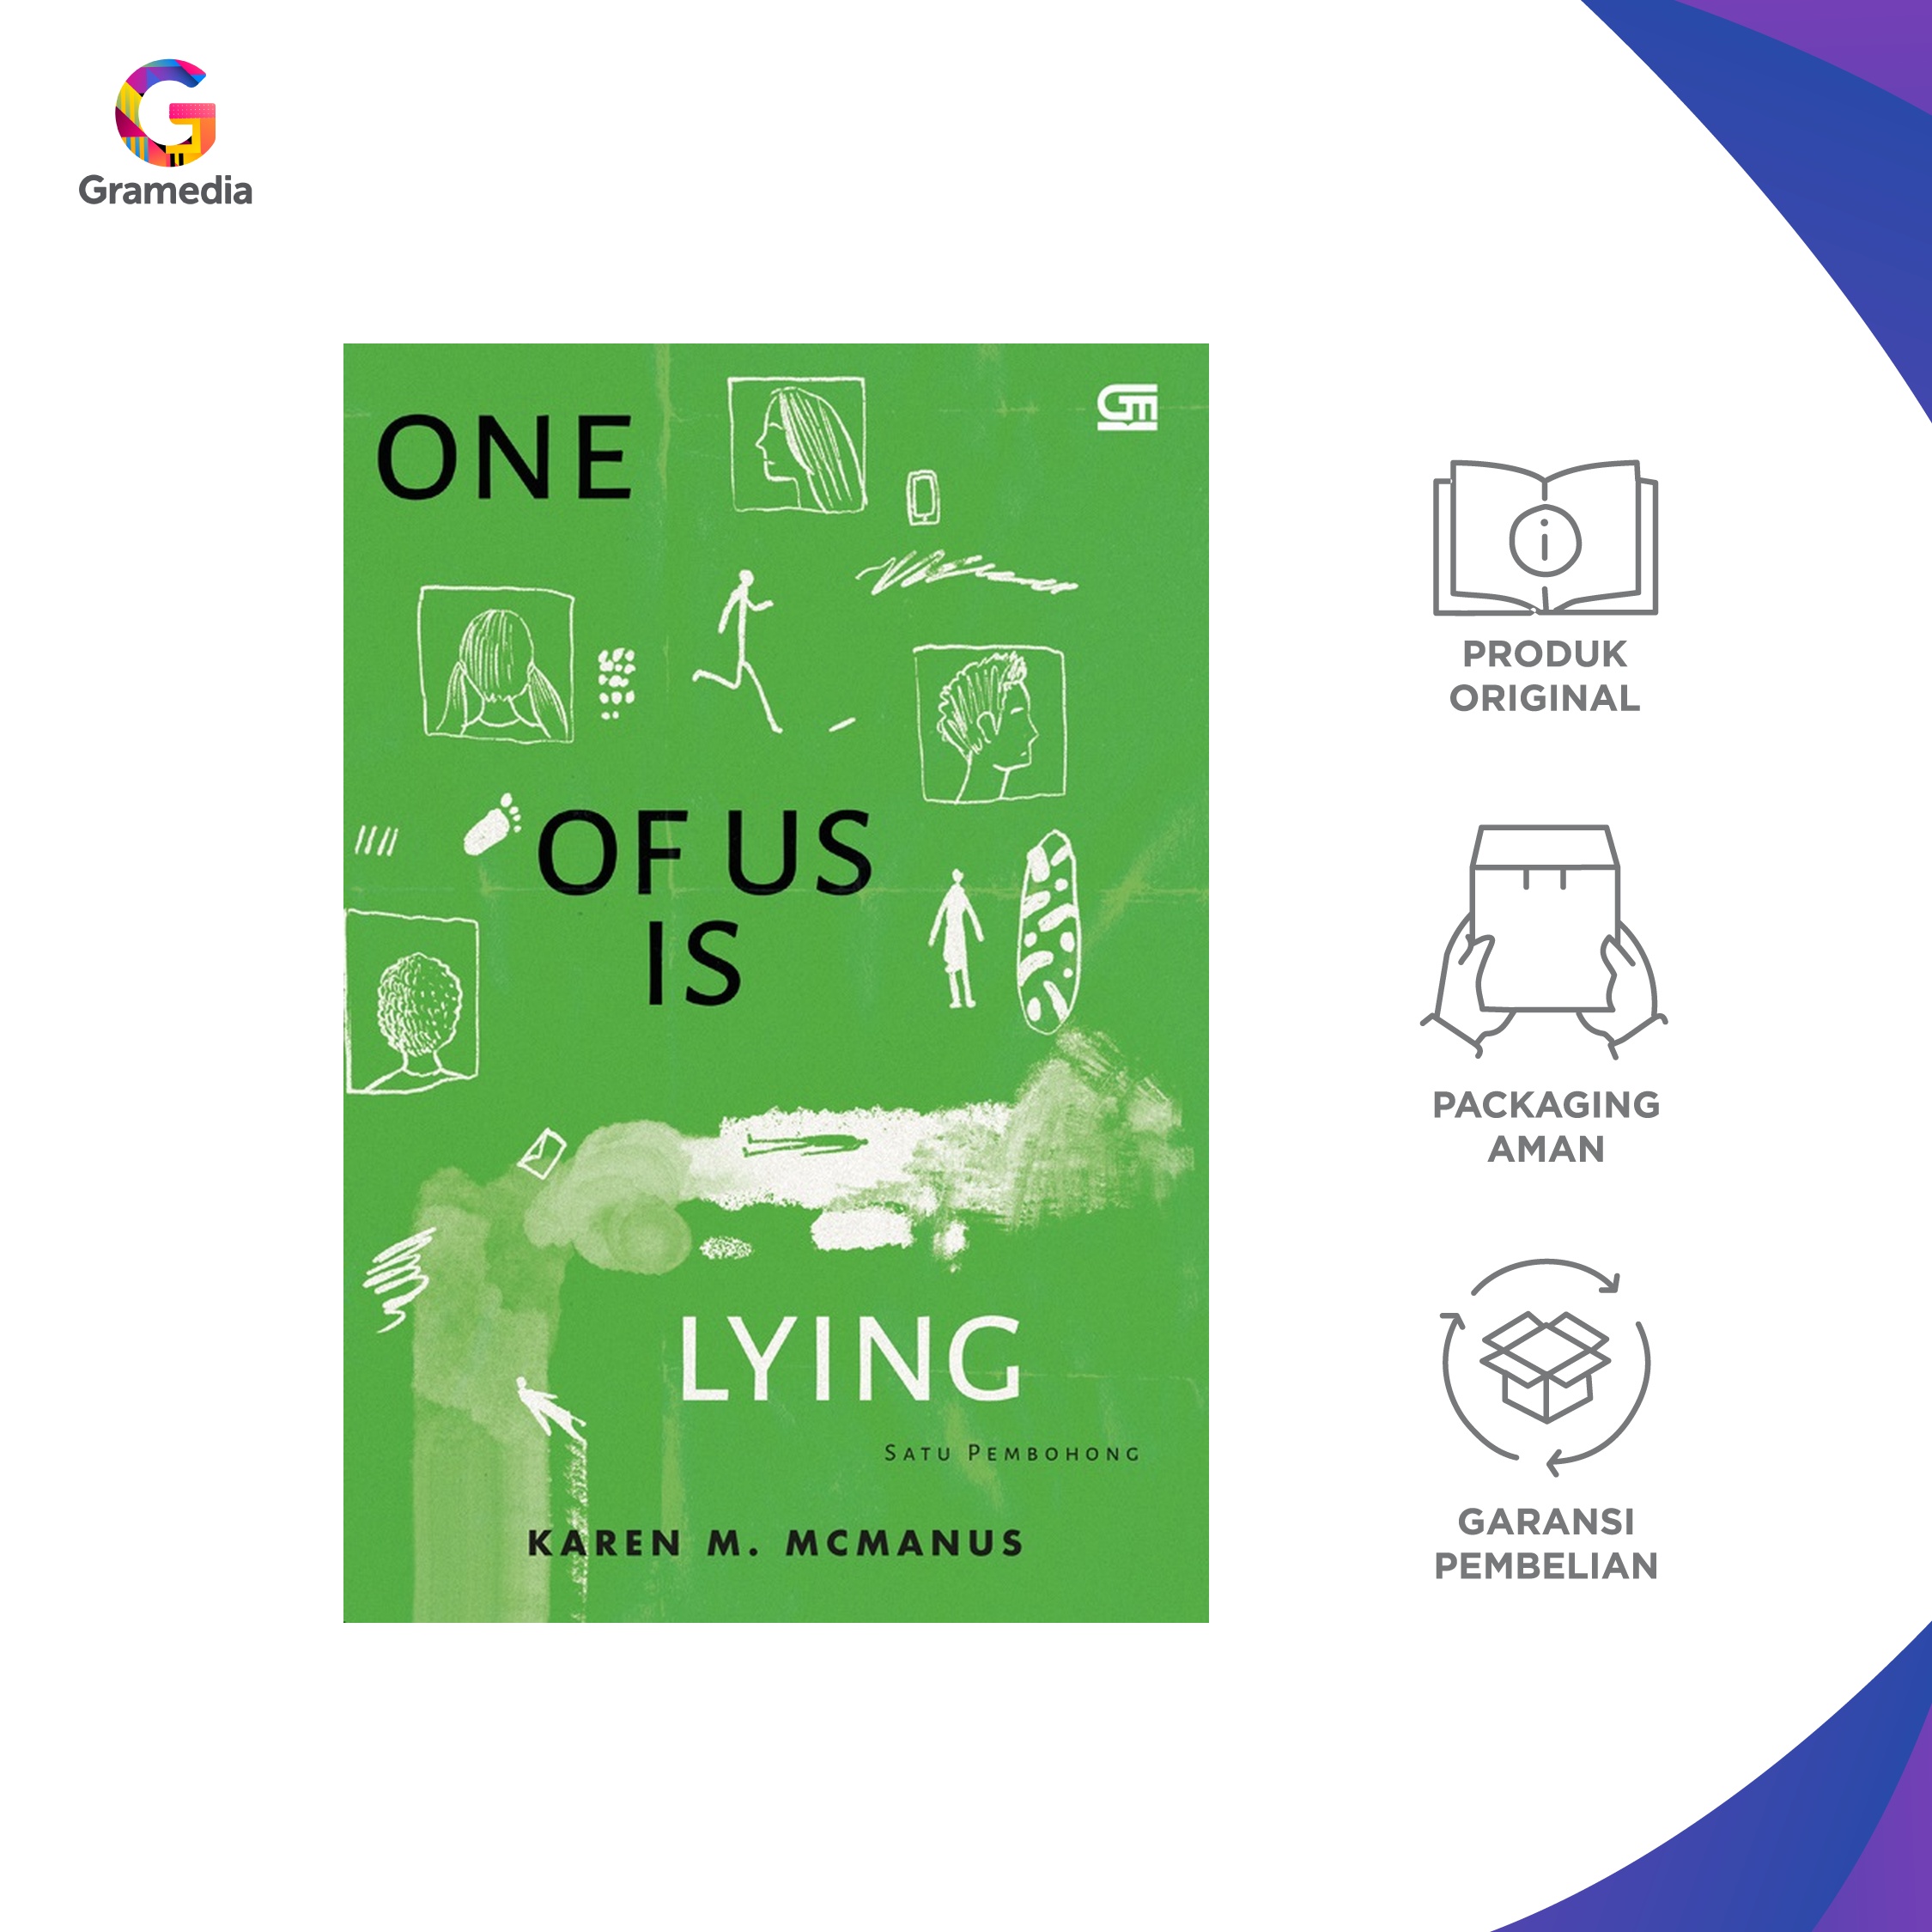 Gramedia
ONE
OF US
IS
LYING
SATU PEMBOHONG
KAREN M. MCMANUS
PRODUK
ORIGINAL
PACKAGING
AMAN
GARANSI
PEMBELIAN